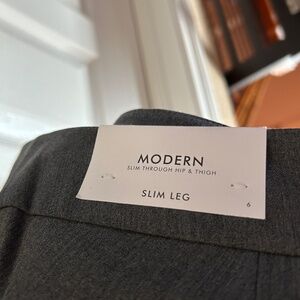 MODERN
SLIM THROUGH HIP & THIGH
SLIM LEG
6